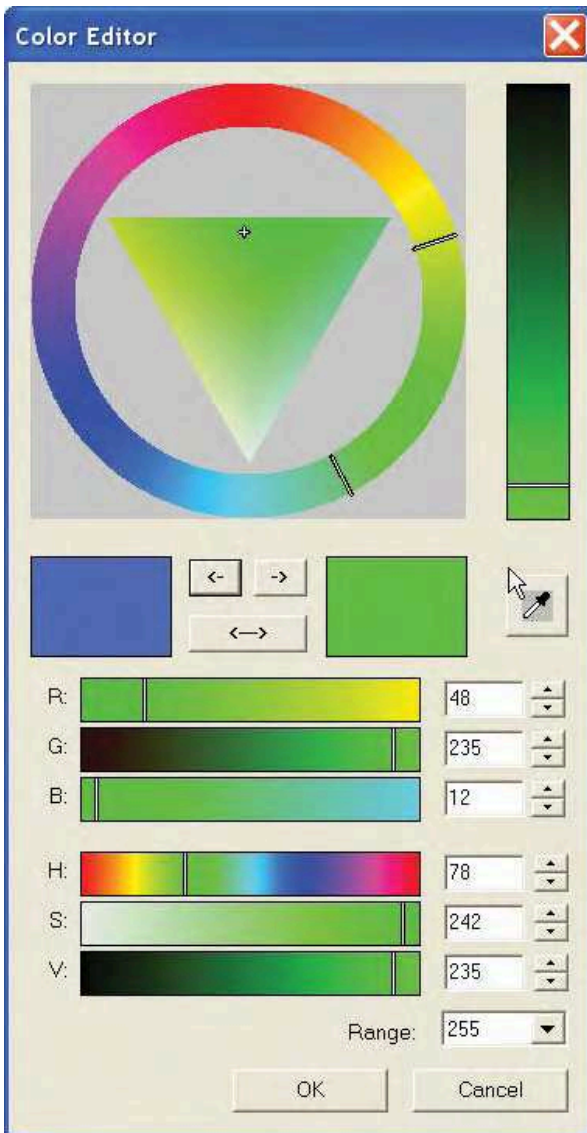 Color Editor
<- ->
<-->
R: 48
G: 235
B: 12
H: 78
S: 242
V: 235
Range: 255
OK Cancel